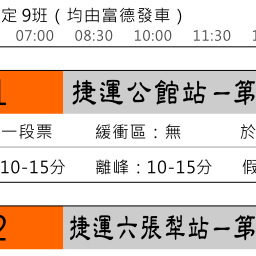 定 9班 ( 均由富德發車 )
07:00 08:30 10:00 11:30
1 捷運公館站－第
一段票 緩衝區：無 於
10-15分 離峰：10-15分 假
2 捷運六張犁站－第